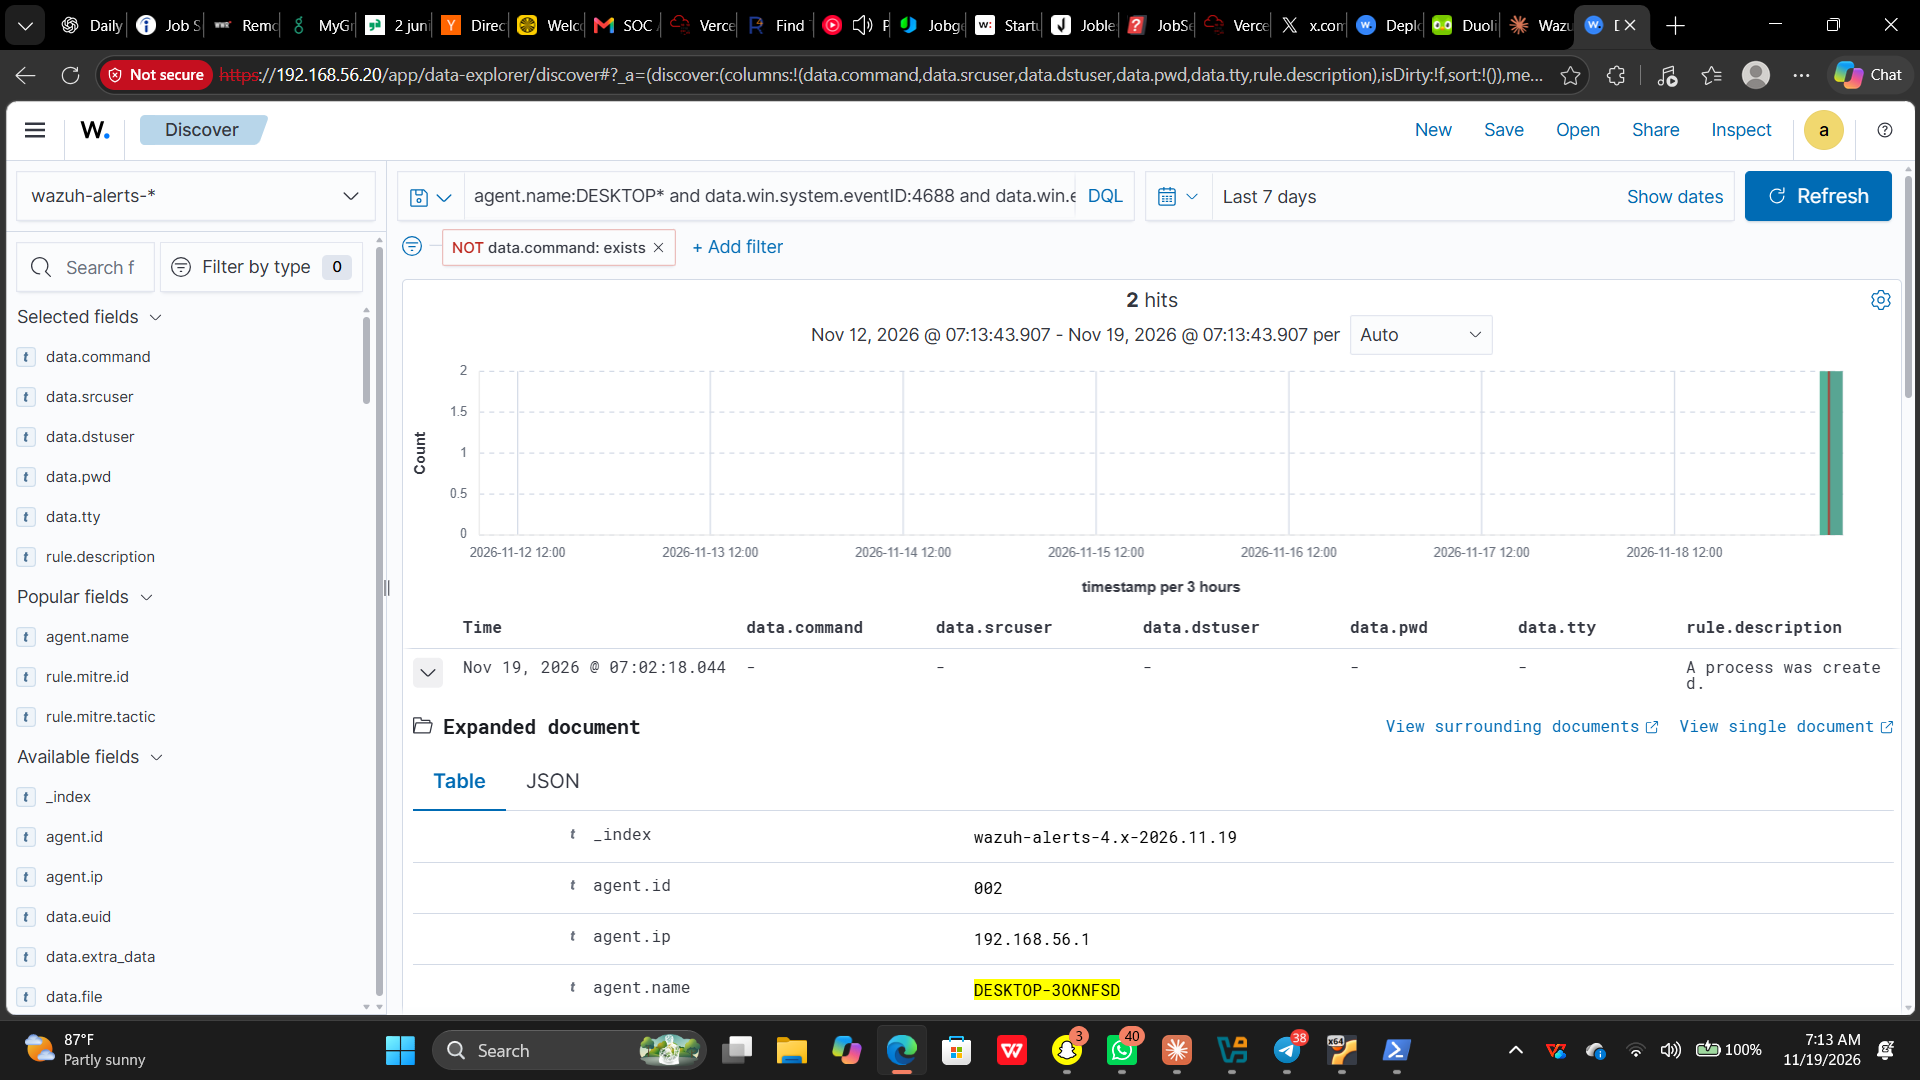 Daily
Job S
Remo
MyGr
2 juni
Direc
Welco
SOC
Verce
Find
Jobge
Startu
Joble
JobSe
Verce
x.com
Deplo
Duoli
Wazu
Not secure
https://192.168.56.20/app/data-explorer/discover#?_a=(discover:(columns:!(data.command,data.srcuser,data.dstuser,data.pwd,data.tty,rule.description),isDirty:!f,sort:!()),me...
Chat
W.
Discover
New
Save
Open
Share
Inspect
a
wazuh-alerts-*
agent.name:DESKTOP* and data.win.system.eventID:4688 and data.win.e
DQL
Last 7 days
Show dates
Refresh
NOT data.command: exists
+ Add filter
Search f
Filter by type 0
Selected fields
t data.command
t data.srcuser
t data.dstuser
t data.pwd
t data.tty
t rule.description
Popular fields
t agent.name
t rule.mitre.id
t rule.mitre.tactic
Available fields
t _index
t agent.id
t agent.ip
t data.euid
t data.extra_data
t data.file
2 hits
Nov 12, 2026 @ 07:13:43.907 - Nov 19, 2026 @ 07:13:43.907 per
Auto
2
1.5
1
0.5
0
Count
2026-11-12 12:00
2026-11-13 12:00
2026-11-14 12:00
2026-11-15 12:00
2026-11-16 12:00
2026-11-17 12:00
2026-11-18 12:00
timestamp per 3 hours
Time data.command data.srcuser data.dstuser data.pwd data.tty rule.description
Nov 19, 2026 @ 07:02:18.044 - - - - - A process was create
d.
Expanded document
View surrounding documents
View single document
Table
JSON
t _index wazuh-alerts-4.x-2026.11.19
t agent.id 002
t agent.ip 192.168.56.1
t agent.name DESKTOP-3OKNFSD
87°F
Partly sunny
Search
3
40
38
x64
100%
7:13 AM
11/19/2026